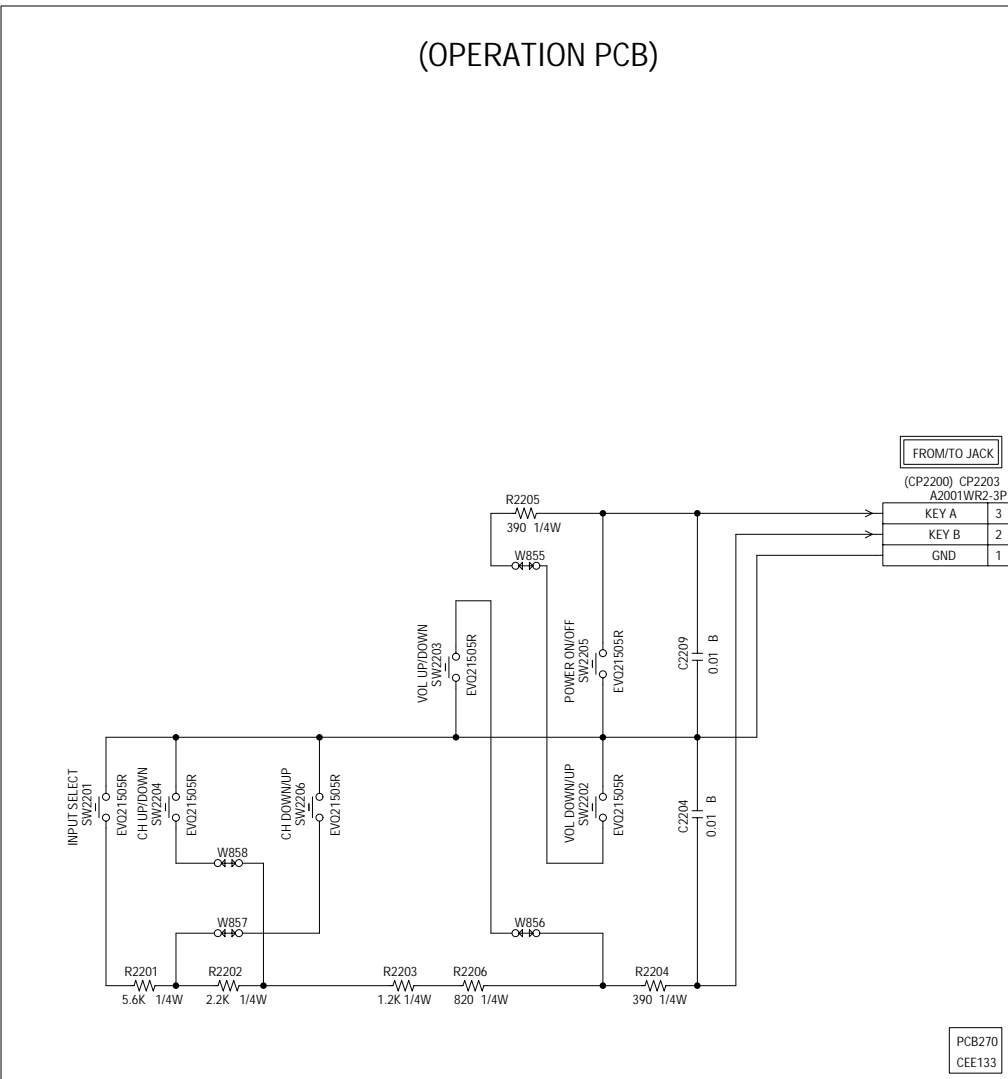 (OPERATION PCB)
FROM/TO JACK
(CP2200) CP2203
A2001WR2-3P
KEY A 3
KEY B 2
GND 1
R2205
390 1/4W
W855
VOL UP/DOWN
SW2203
EVQ21505R
POWER ON/OFF
SW2205
EVQ21505R
C2209
0.01 B
INPUT SELECT
SW2201
EVQ21505R
CH UP/DOWN
SW2204
EVQ21505R
CH DOWN/UP
SW2206
EVQ21505R
VOL DOWN/UP
SW2202
EVQ21505R
C2204
0.01 B
W858
W857
W856
R2201
5.6K 1/4W
R2202
2.2K 1/4W
R2203
1.2K 1/4W
R2206
820 1/4W
R2204
390 1/4W
PCB270
CEE133